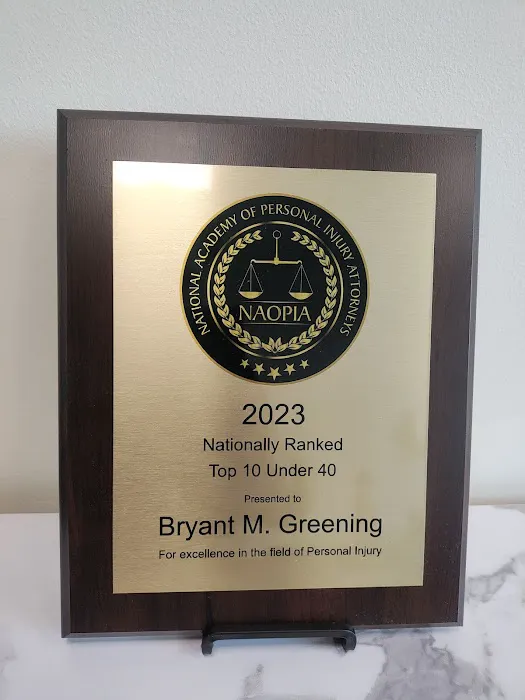 NATIONAL ACADEMY OF PERSONAL INJURY ATTORNEYS
NAOPIA
2023
Nationally Ranked
Top 10 Under 40
Presented to
Bryant M. Greening
For excellence in the field of Personal Injury